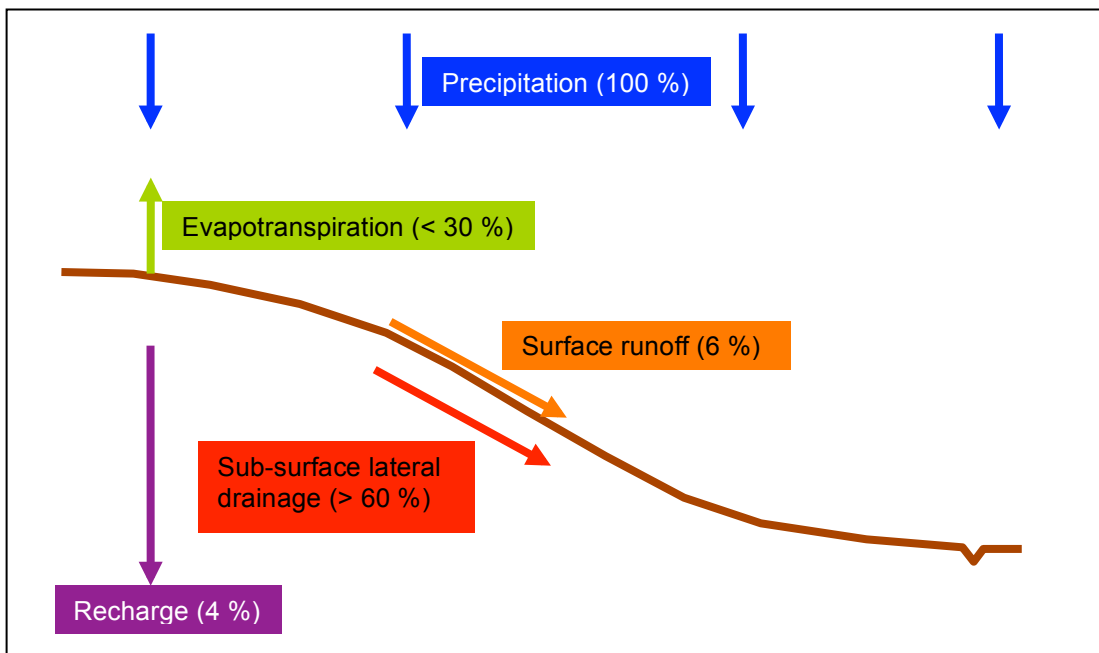 Precipitation (100 %)
Evapotranspiration (< 30 %)
Surface runoff (6 %)
Sub-surface lateral
drainage (> 60 %)
Recharge (4 %)